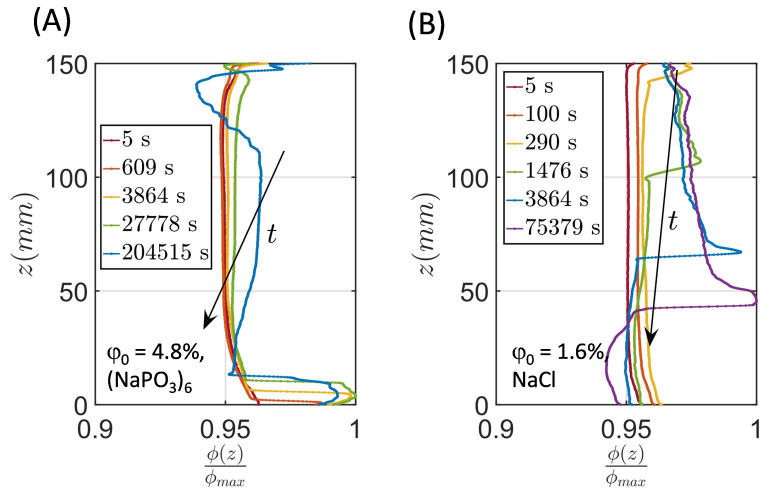 (A)
150
100
50
0
z(mm)
5 s
609 s
3864 s
27778 s
204515 s
t
φ₀ = 4.8%,
(NaPO₃)₆
0.9
0.95
1
ϕ(z)
ϕmax
(B)
150
100
50
0
z(mm)
5 s
100 s
290 s
1476 s
3864 s
75379 s
t
φ₀ = 1.6%,
NaCl
0.9
0.95
1
ϕ(z)
ϕmax